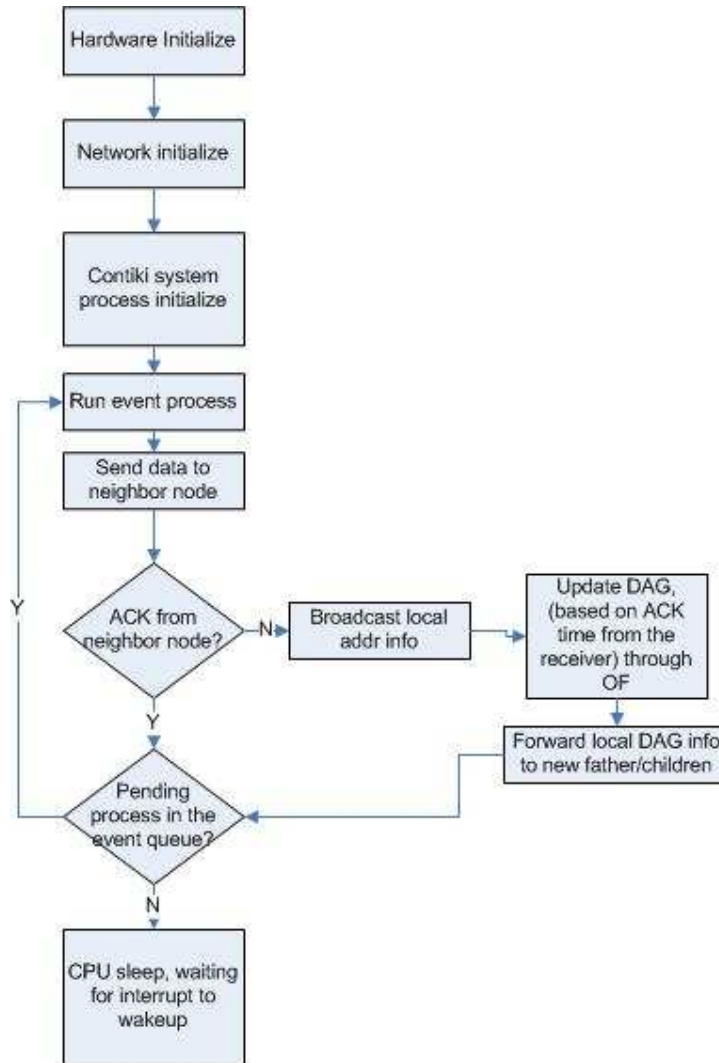 Hardware Initialize
Network initialize
Contiki system
process initialize
Run event process
Send data to
neighbor node
ACK from
neighbor node?
N
Broadcast local
addr info
Update DAG,
(based on ACK
time from the
receiver) through
OF
Forward local DAG info
to new father/children
Y
Y
Pending
process in the
event queue?
N
CPU sleep, waiting
for interrupt to
wakeup